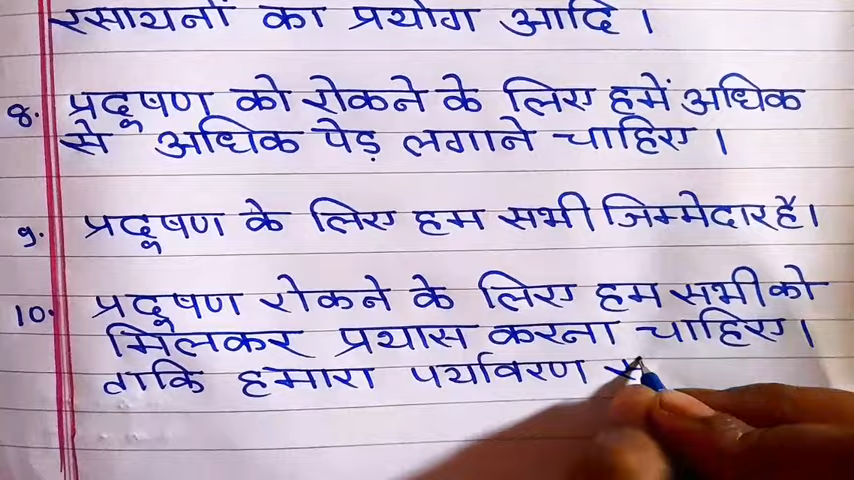 रसायनों का प्रयोग आदि।
8. प्रदूषण को रोकने के लिए हमें अधिक
से अधिक पेड़ लगाने चाहिए।
9. प्रदूषण के लिए हम सभी जिम्मेदार है।
10. प्रदूषण रोकने के लिए हम सभी को
मिलकर प्रयास करना चाहिए।
ताकि हमारा पर्यावरण